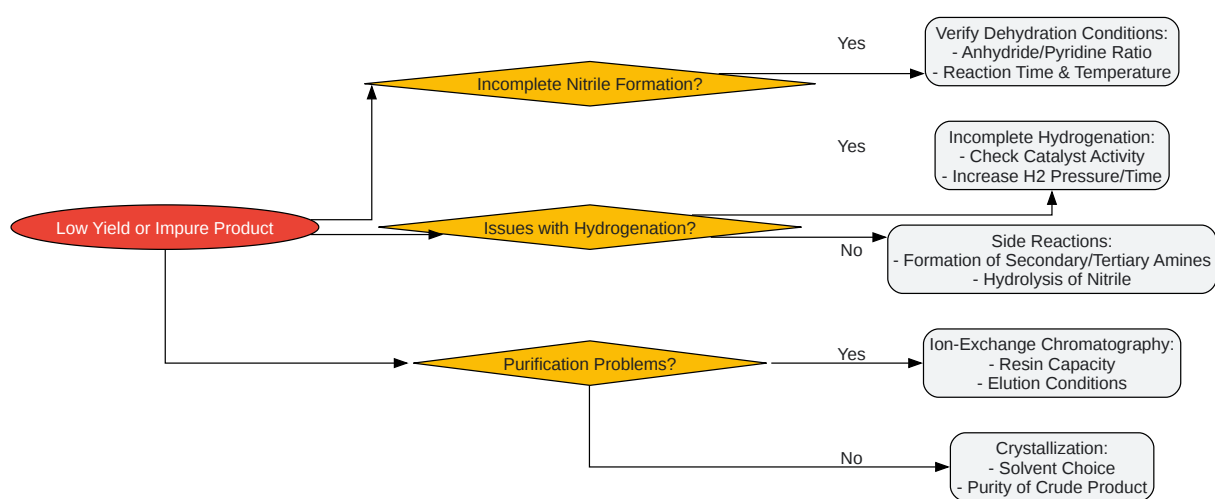 Low Yield or Impure Product
Incomplete Nitrile Formation?
Yes
Verify Dehydration Conditions:
- Anhydride/Pyridine Ratio
- Reaction Time & Temperature
Issues with Hydrogenation?
Yes
Incomplete Hydrogenation:
- Check Catalyst Activity
- Increase H2 Pressure/Time
No
Side Reactions:
- Formation of Secondary/Tertiary Amines
- Hydrolysis of Nitrile
Purification Problems?
Yes
Ion-Exchange Chromatography:
- Resin Capacity
- Elution Conditions
No
Crystallization:
- Solvent Choice
- Purity of Crude Product